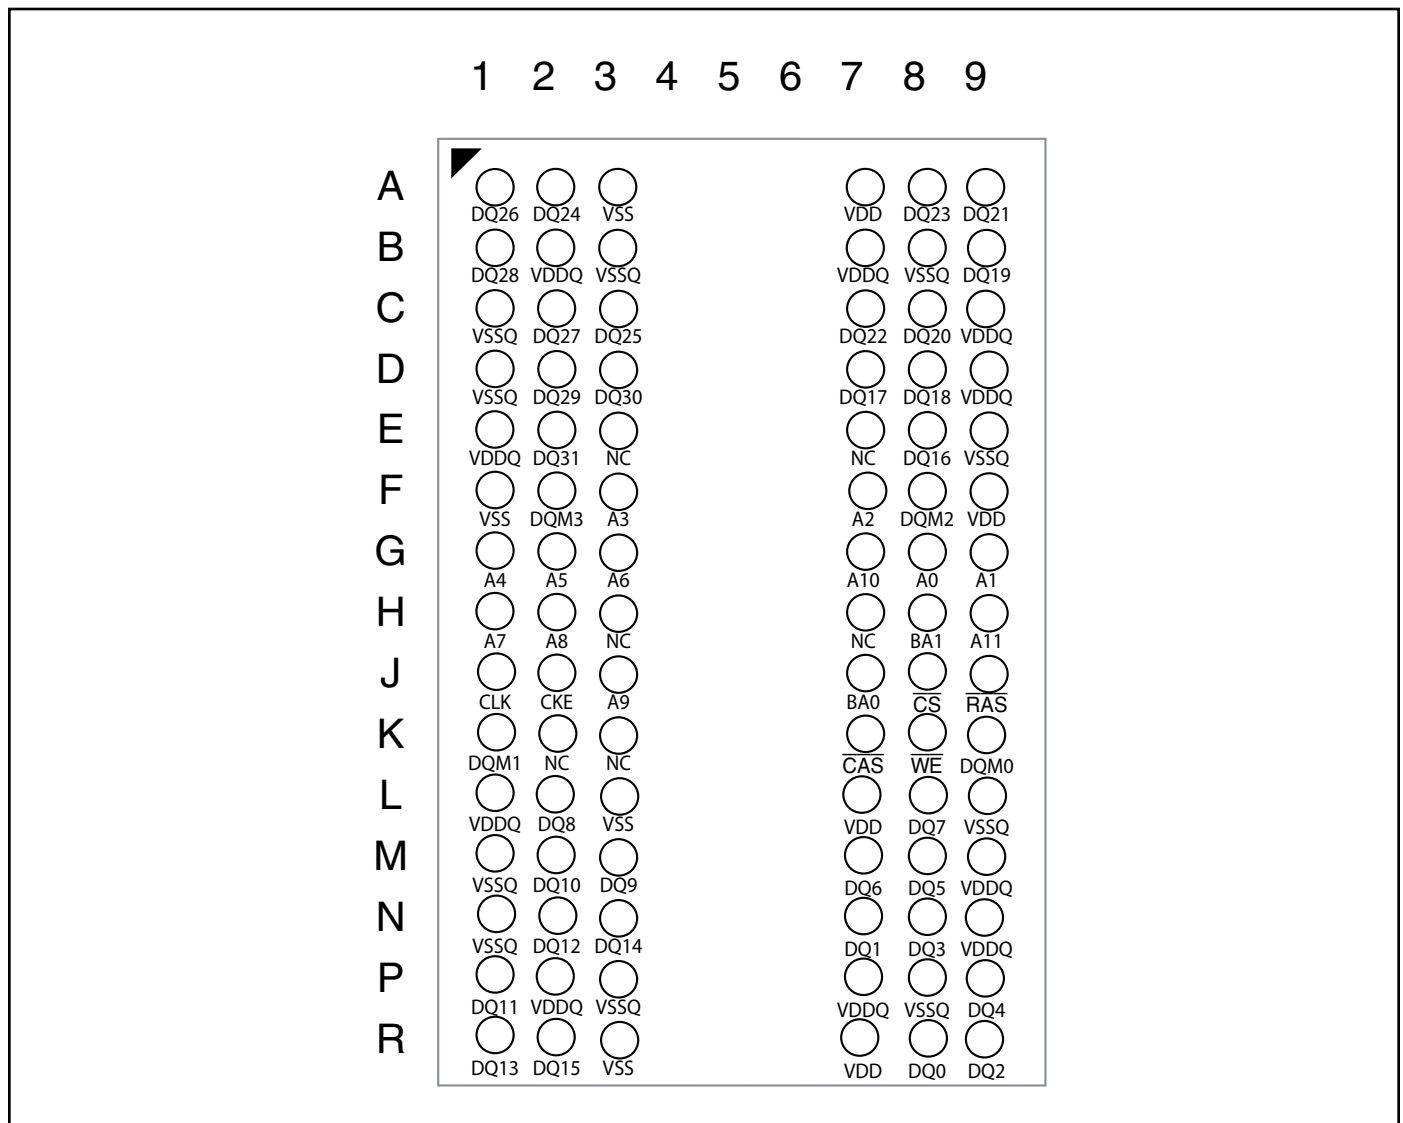 1 2 3 4 5 6 7 8 9
A
DQ26 DQ24 VSS VDD DQ23 DQ21
B
DQ28 VDDQ VSSQ VDDQ VSSQ DQ19
C
VSSQ DQ27 DQ25 DQ22 DQ20 VDDQ
D
VSSQ DQ29 DQ30 DQ17 DQ18 VDDQ
E
VDDQ DQ31 NC NC DQ16 VSSQ
F
VSS DQM3 A3 A2 DQM2 VDD
G
A4 A5 A6 A10 A0 A1
H
A7 A8 NC NC BA1 A11
J
CLK CKE A9 BA0 C̅S̅ R̅A̅S̅
K
DQM1 NC NC C̅A̅S̅ W̅E̅ DQM0
L
VDDQ DQ8 VSS VDD DQ7 VSSQ
M
VSSQ DQ10 DQ9 DQ6 DQ5 VDDQ
N
VSSQ DQ12 DQ14 DQ1 DQ3 VDDQ
P
DQ11 VDDQ VSSQ VDDQ VSSQ DQ4
R
DQ13 DQ15 VSS VDD DQ0 DQ2